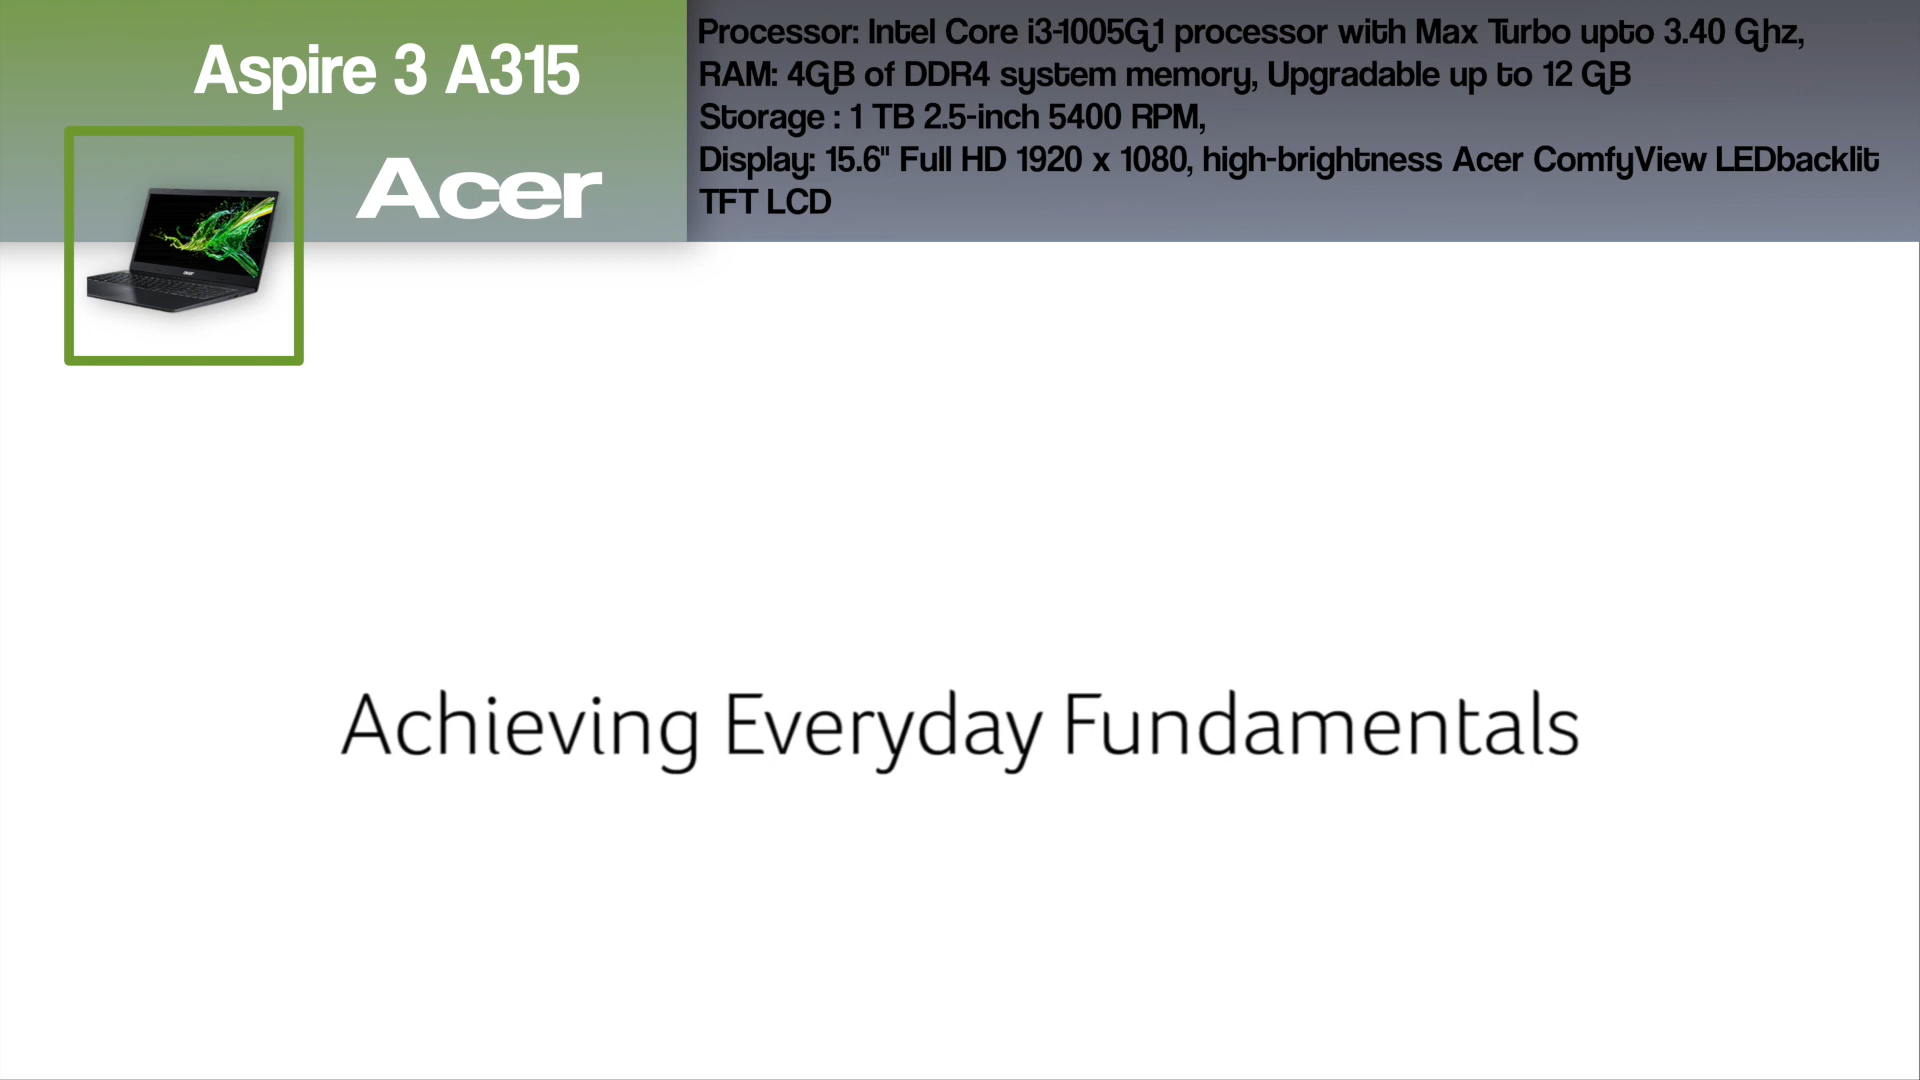 Aspire 3 A315
Acer
Processor: Intel Core i3-1005G1 processor with Max Turbo upto 3.40 Ghz,
RAM: 4GB of DDR4 system memory, Upgradable up to 12 GB
Storage : 1 TB 2.5-inch 5400 RPM,
Display: 15.6" Full HD 1920 x 1080, high-brightness Acer ComfyView LEDbacklit
TFT LCD
acer
Achieving Everyday Fundamentals